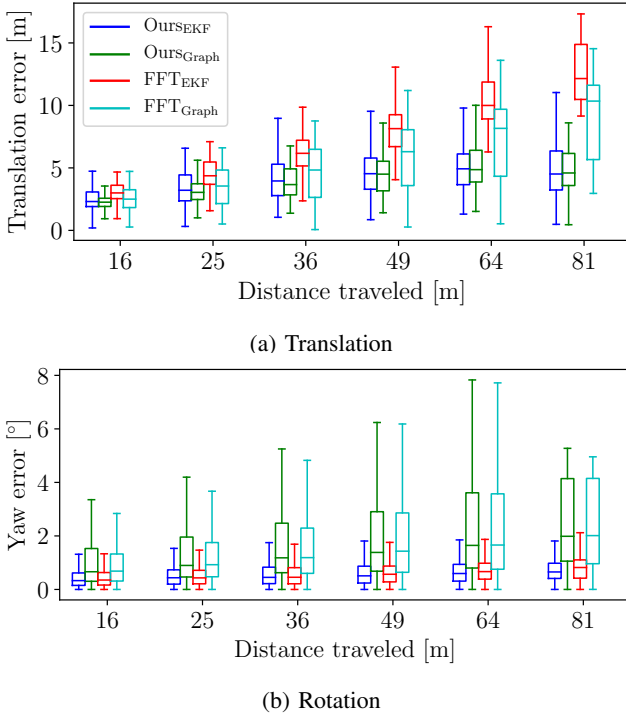 Translation error [m]
15
10
5
0
Ours_EKF
Ours_Graph
FFT_EKF
FFT_Graph
16 25 36 49 64 81
Distance traveled [m]
(a) Translation
Yaw error [°]
8
6
4
2
0
16 25 36 49 64 81
Distance traveled [m]
(b) Rotation